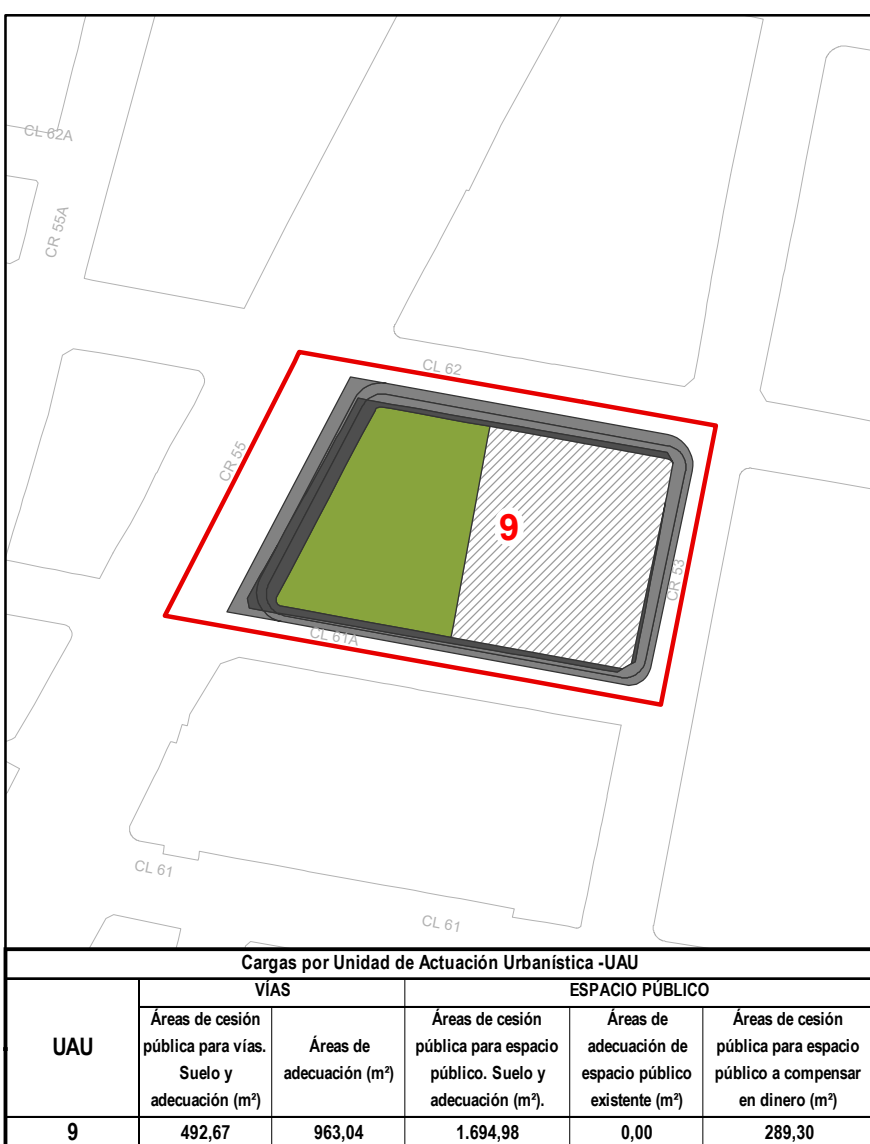 CL 62A
CR 55A
CL 62
CR 55
9
CR 53
CL 61A
CL 61
CL 61
Cargas por Unidad de Actuación Urbanística -UAU
UAU
VÍAS
ESPACIO PÚBLICO
Áreas de cesión
pública para vías.
Suelo y
adecuación (m²)
Áreas de
adecuación (m²)
Áreas de cesión
pública para espacio
público. Suelo y
adecuación (m²).
Áreas de
adecuación de
espacio público
existente (m²)
Áreas de cesión
pública para espacio
público a compensar
en dinero (m²)
9 492,67 963,04 1.694,98 0,00 289,30